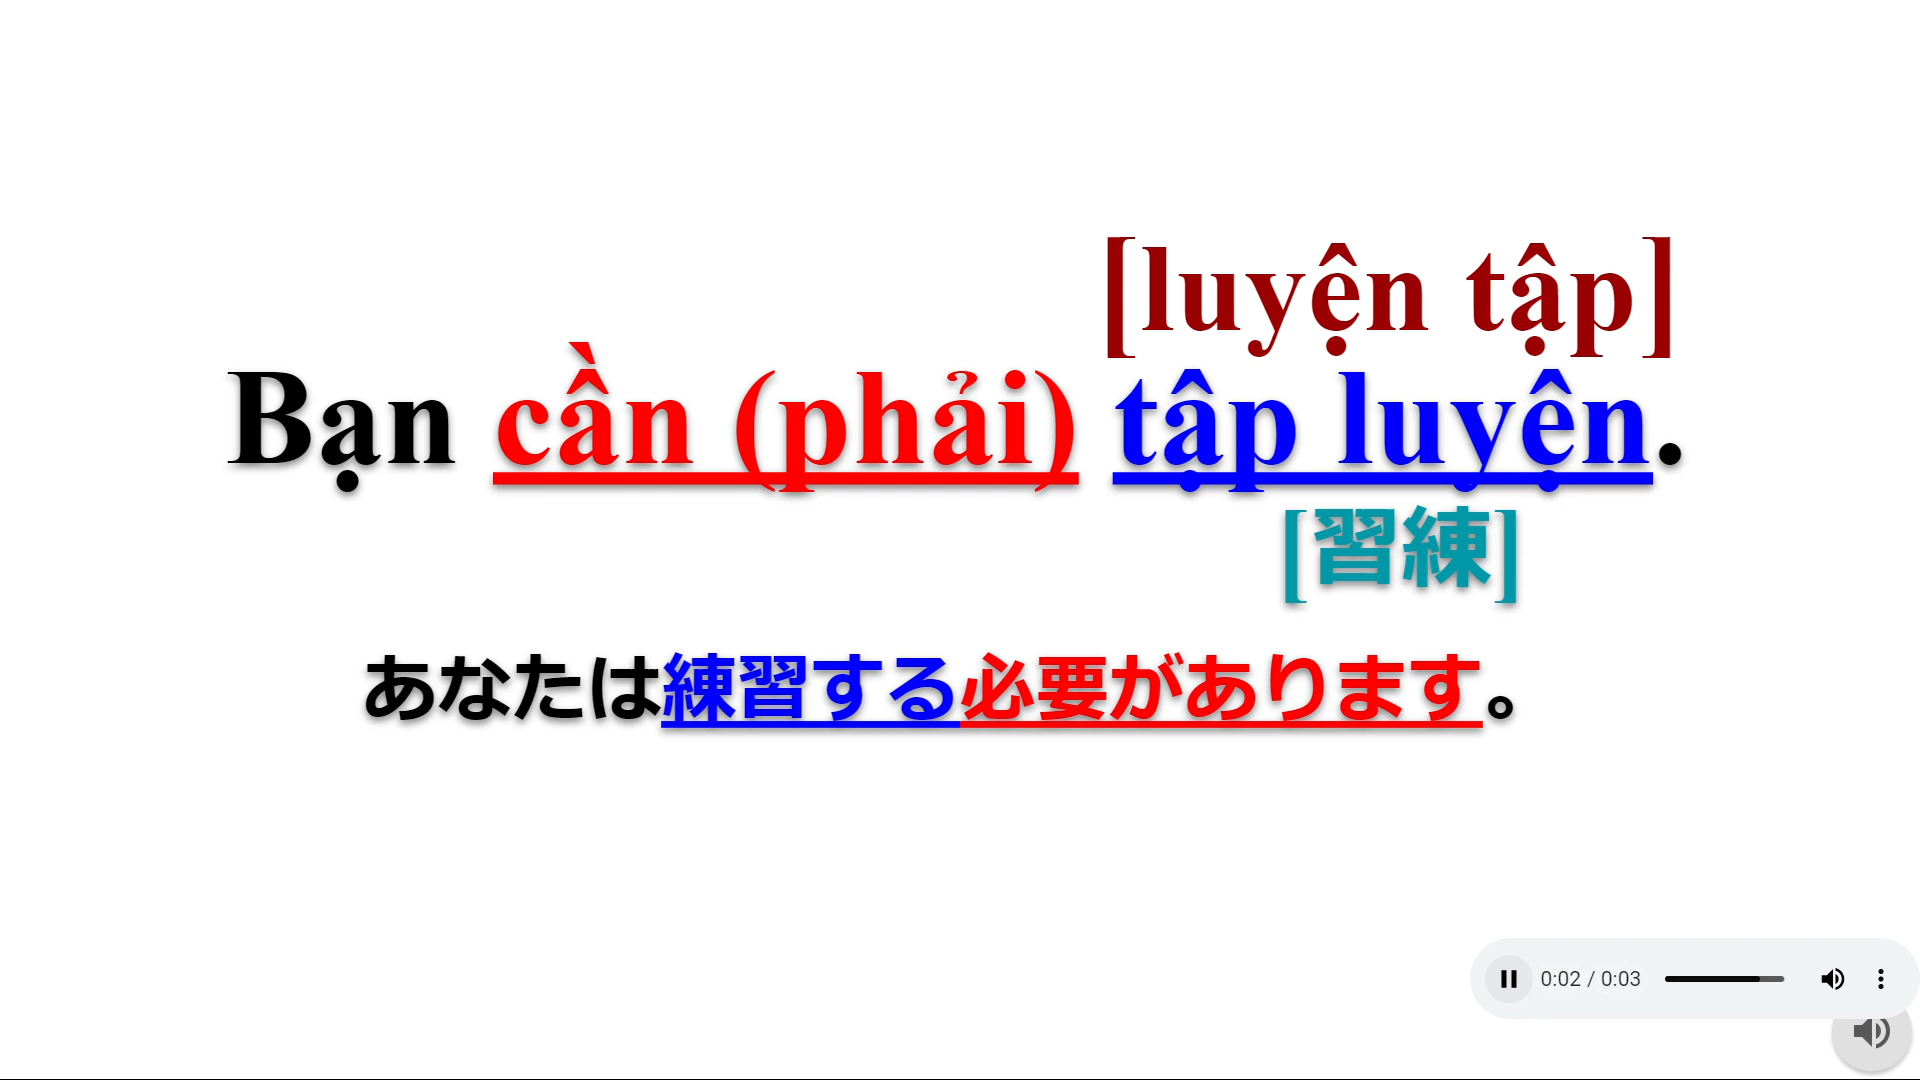 [luyện tập]
Bạn cần (phải) tập luyện.
[習練]
あなたは練習する必要があります。
0:02 / 0:03